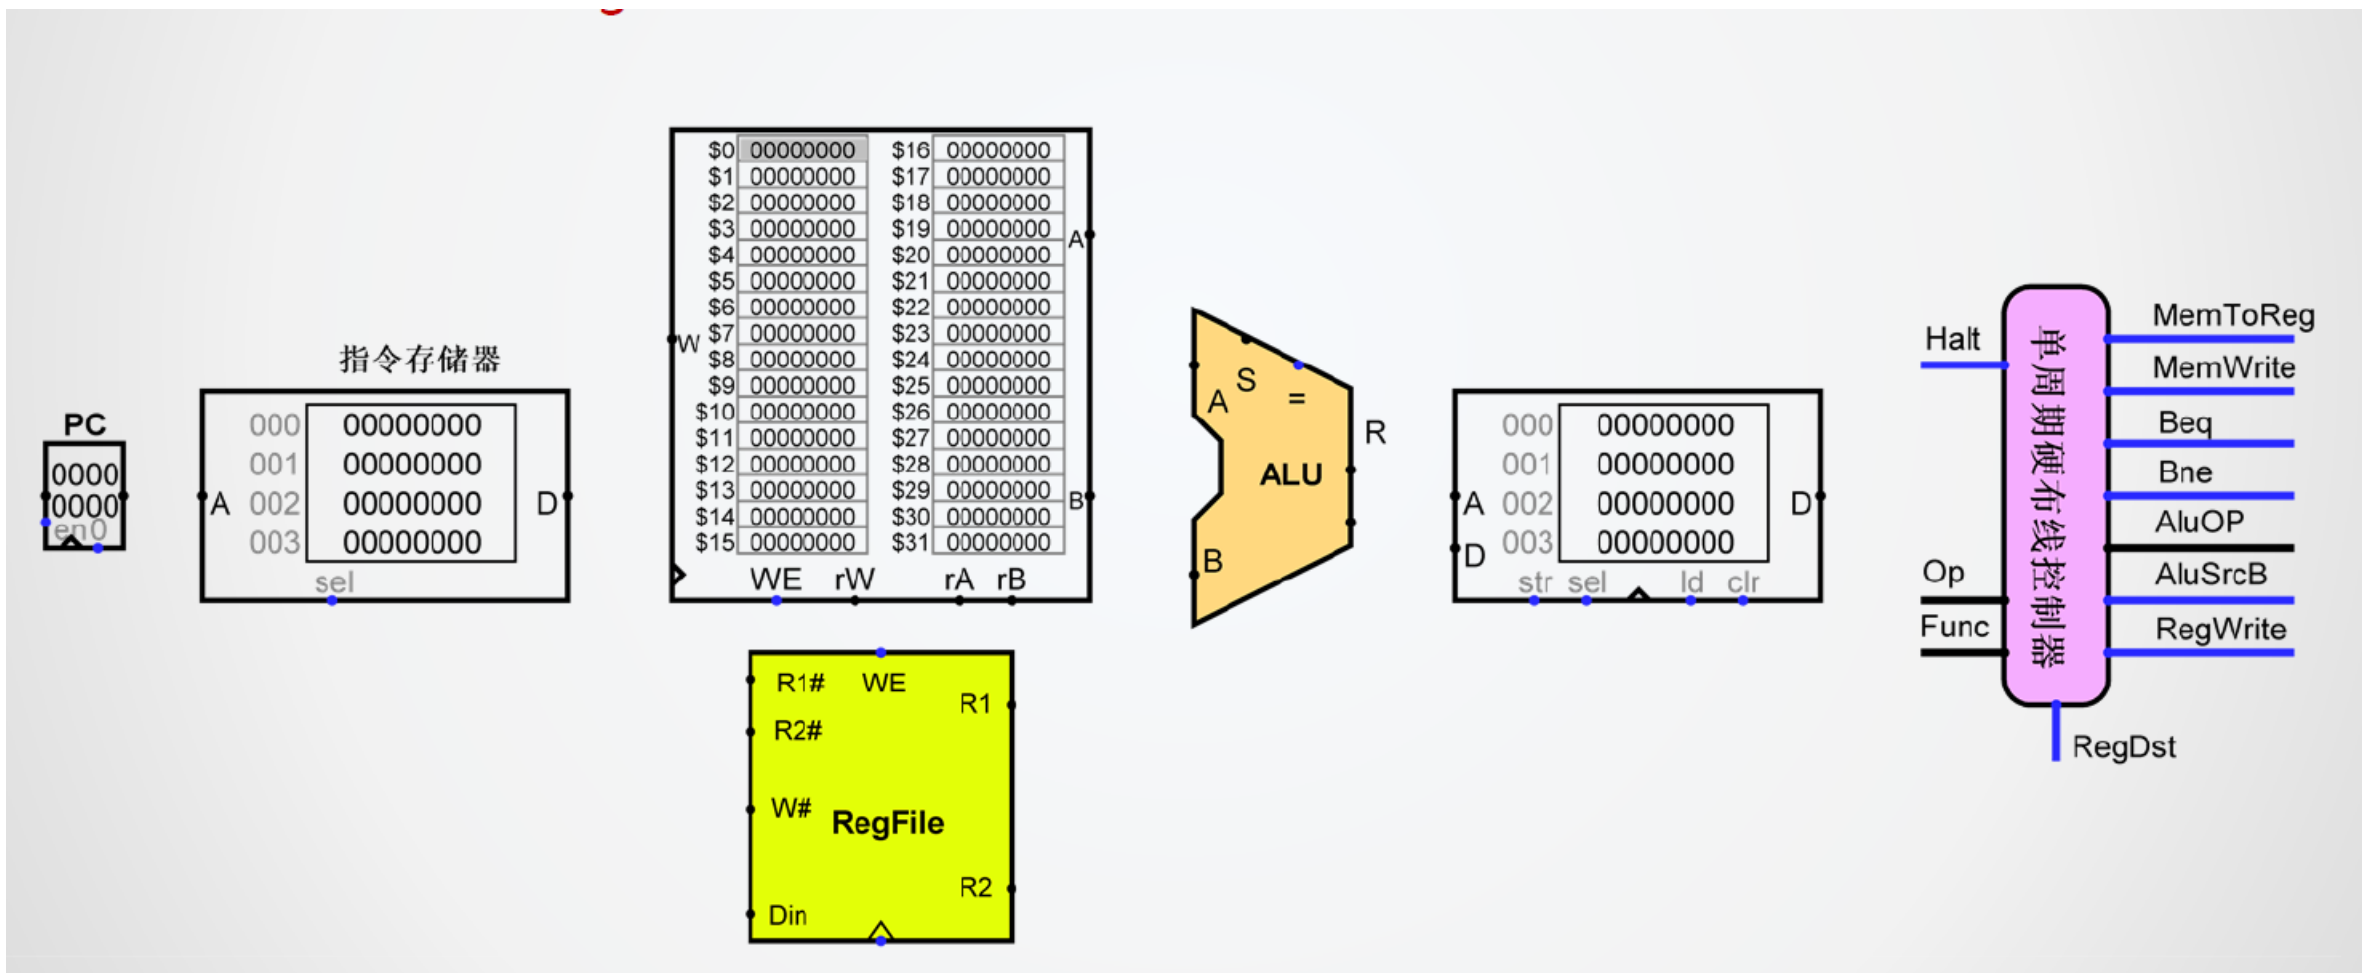 PC
0000
0000
en0
指令存储器
A
000 00000000
001 00000000
002 00000000
003 00000000
D
sel
$0 00000000 $16 00000000
$1 00000000 $17 00000000
$2 00000000 $18 00000000
$3 00000000 $19 00000000
$4 00000000 $20 00000000
$5 00000000 $21 00000000
$6 00000000 $22 00000000
$7 00000000 $23 00000000
$8 00000000 $24 00000000
$9 00000000 $25 00000000
$10 00000000 $26 00000000
$11 00000000 $27 00000000
$12 00000000 $28 00000000
$13 00000000 $29 00000000
$14 00000000 $30 00000000
$15 00000000 $31 00000000
W
A
B
WE rW rA rB
R1# WE
R1
R2#
W#
RegFile
R2
Din
S
A =
R
ALU
B
000 00000000
001 00000000
A 002 00000000 D
D 003 00000000
str sel ld clr
Halt
Op
Func
单周期硬布线控制器
MemToReg
MemWrite
Beq
Bne
AluOP
AluSrcB
RegWrite
RegDst